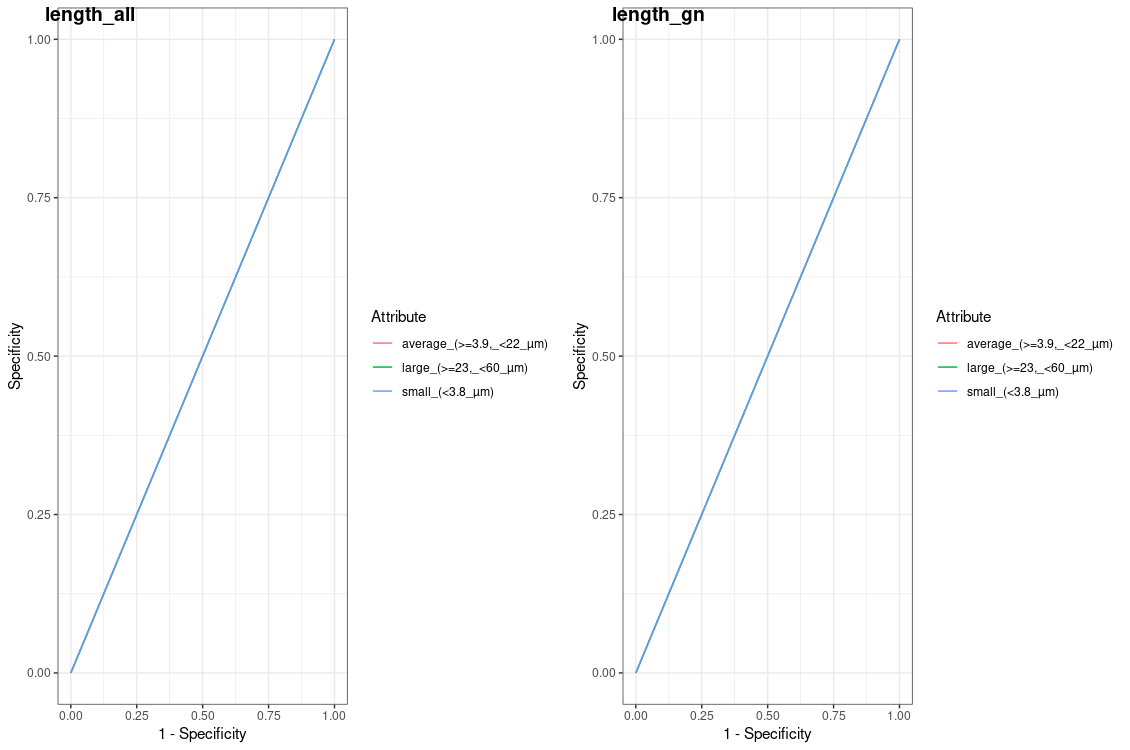 length_all
1.00
0.75
0.50
0.25
0.00
Specificity
0.00 0.25 0.50 0.75 1.00
1 - Specificity
Attribute
average_(>=3.9,_<22_µm)
large_(>=23,_<60_µm)
small_(<3.8_µm)
length_gn
1.00
0.75
0.50
0.25
0.00
Specificity
0.00 0.25 0.50 0.75 1.00
1 - Specificity
Attribute
average_(>=3.9,_<22_µm)
large_(>=23,_<60_µm)
small_(<3.8_µm)